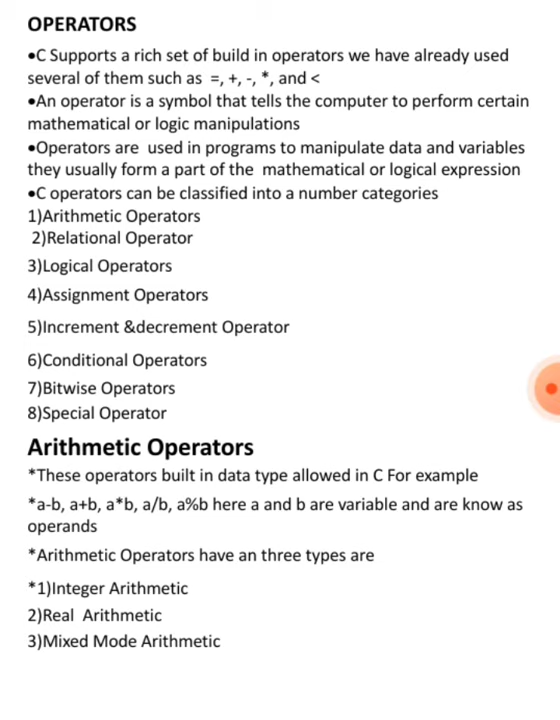 OPERATORS
•C Supports a rich set of build in operators we have already used
several of them such as =, +, -, *, and <
•An operator is a symbol that tells the computer to perform certain
mathematical or logic manipulations
•Operators are used in programs to manipulate data and variables
they usually form a part of the mathematical or logical expression
•C operators can be classified into a number categories
1)Arithmetic Operators
2)Relational Operator
3)Logical Operators
4)Assignment Operators
5)Increment &decrement Operator
6)Conditional Operators
7)Bitwise Operators
8)Special Operator
Arithmetic Operators
*These operators built in data type allowed in C For example
*a-b, a+b, a*b, a/b, a%b here a and b are variable and are know as
operands
*Arithmetic Operators have an three types are
*1)Integer Arithmetic
2)Real Arithmetic
3)Mixed Mode Arithmetic